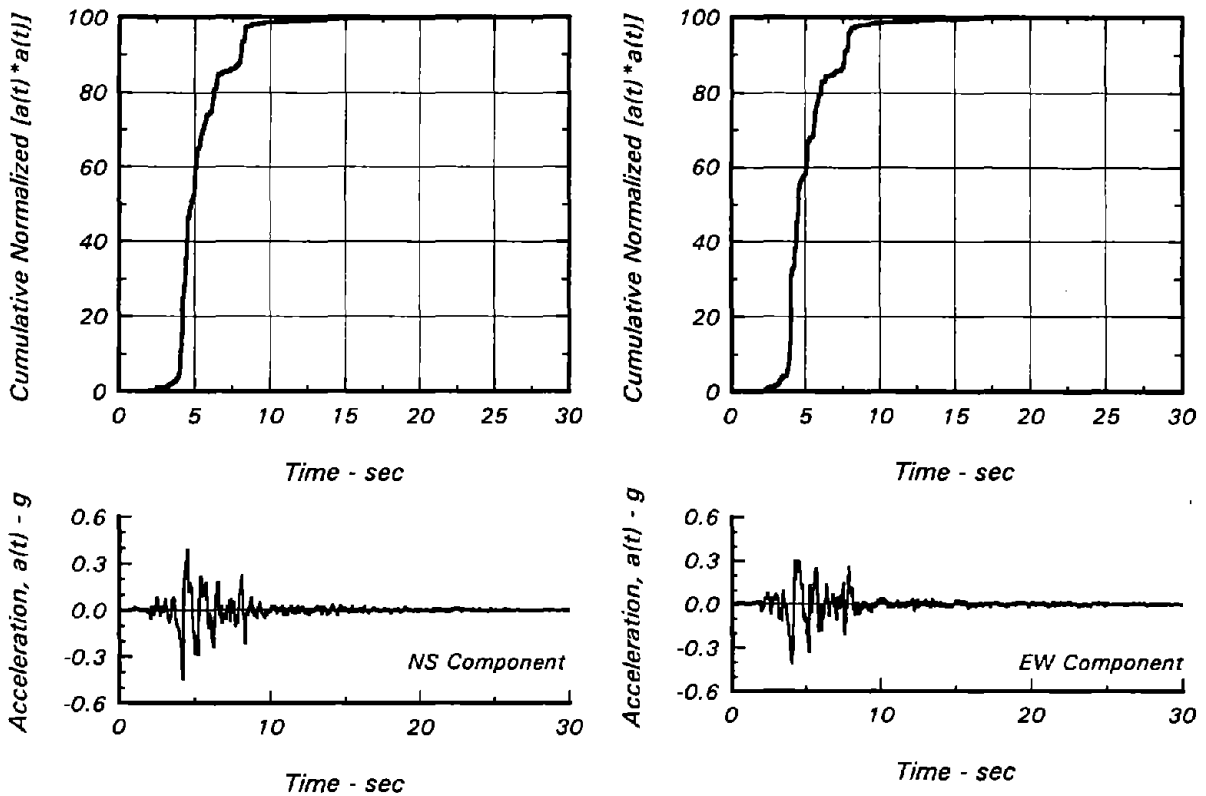 Cumulative Normalized [a(t)*a(t)]
100
80
60
40
20
0
0 5 10 15 20 25 30
Time - sec
Cumulative Normalized [a(t)*a(t)]
100
80
60
40
20
0
0 5 10 15 20 25 30
Time - sec
Acceleration, a(t) - g
0.6
0.3
0.0
-0.3
-0.6
NS Component
0 10 20 30
Time - sec
Acceleration, a(t) - g
0.6
0.3
0.0
-0.3
-0.6
EW Component
0 10 20 30
Time - sec